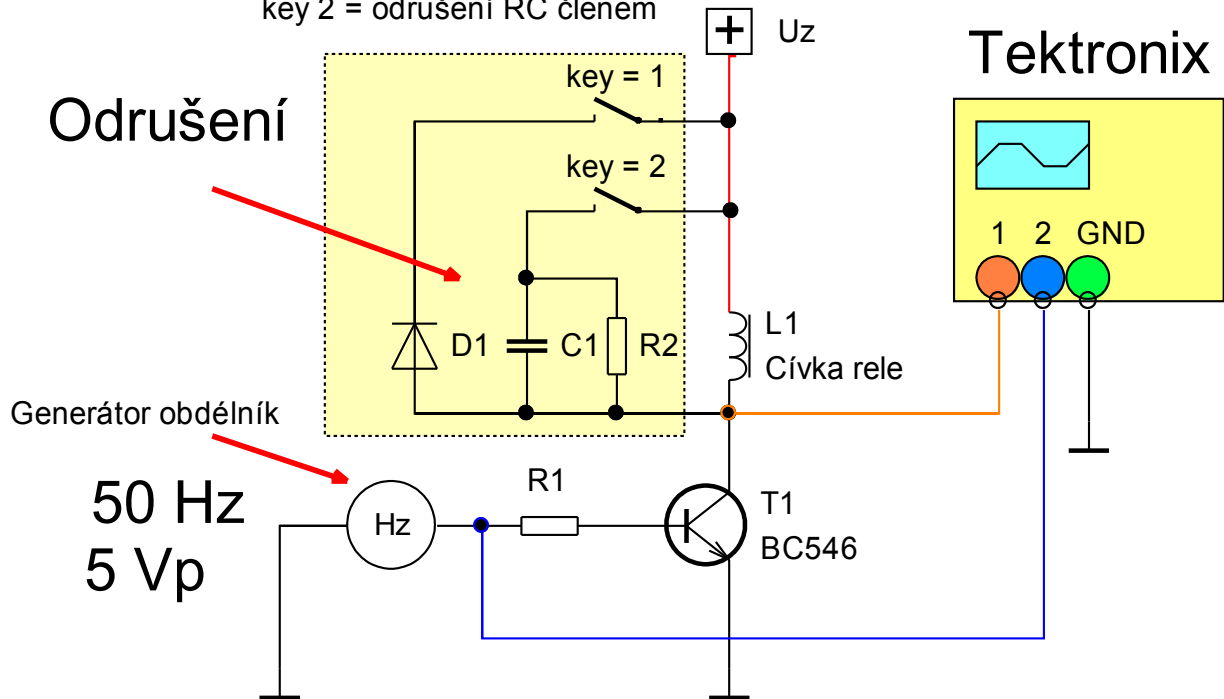 key 2 = odrušení RC členem
+
Uz
Tektronix
key = 1
Odrušení
key = 2
1 2 GND
L1
D1 C1 R2
Cívka rele
Generátor obdélník
R1
50 Hz
Hz
T1
5 Vp
BC546